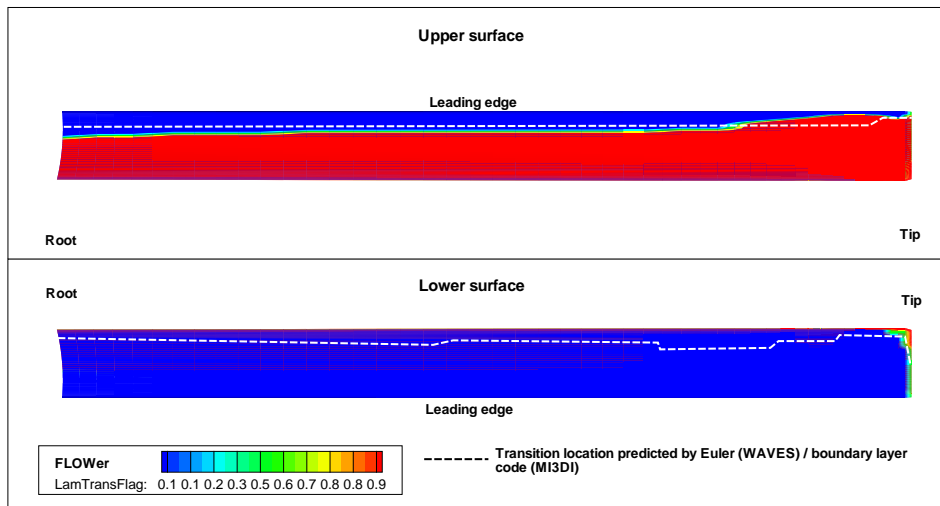 Upper surface
Leading edge
Root
Tip
Root
Lower surface
Tip
Leading edge
FLOWer
LamTransFlag: 0.1 0.1 0.2 0.3 0.5 0.6 0.7 0.8 0.8 0.9
Transition location predicted by Euler (WAVES) / boundary layer
code (MI3DI)